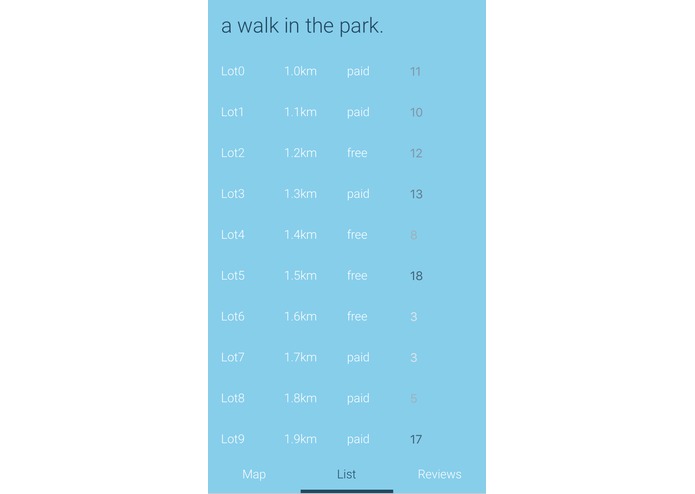 a walk in the park.
Lot0 1.0km paid 11
Lot1 1.1km paid 10
Lot2 1.2km free 12
Lot3 1.3km paid 13
Lot4 1.4km free 8
Lot5 1.5km free 18
Lot6 1.6km free 3
Lot7 1.7km paid 3
Lot8 1.8km paid 5
Lot9 1.9km paid 17
Map List Reviews